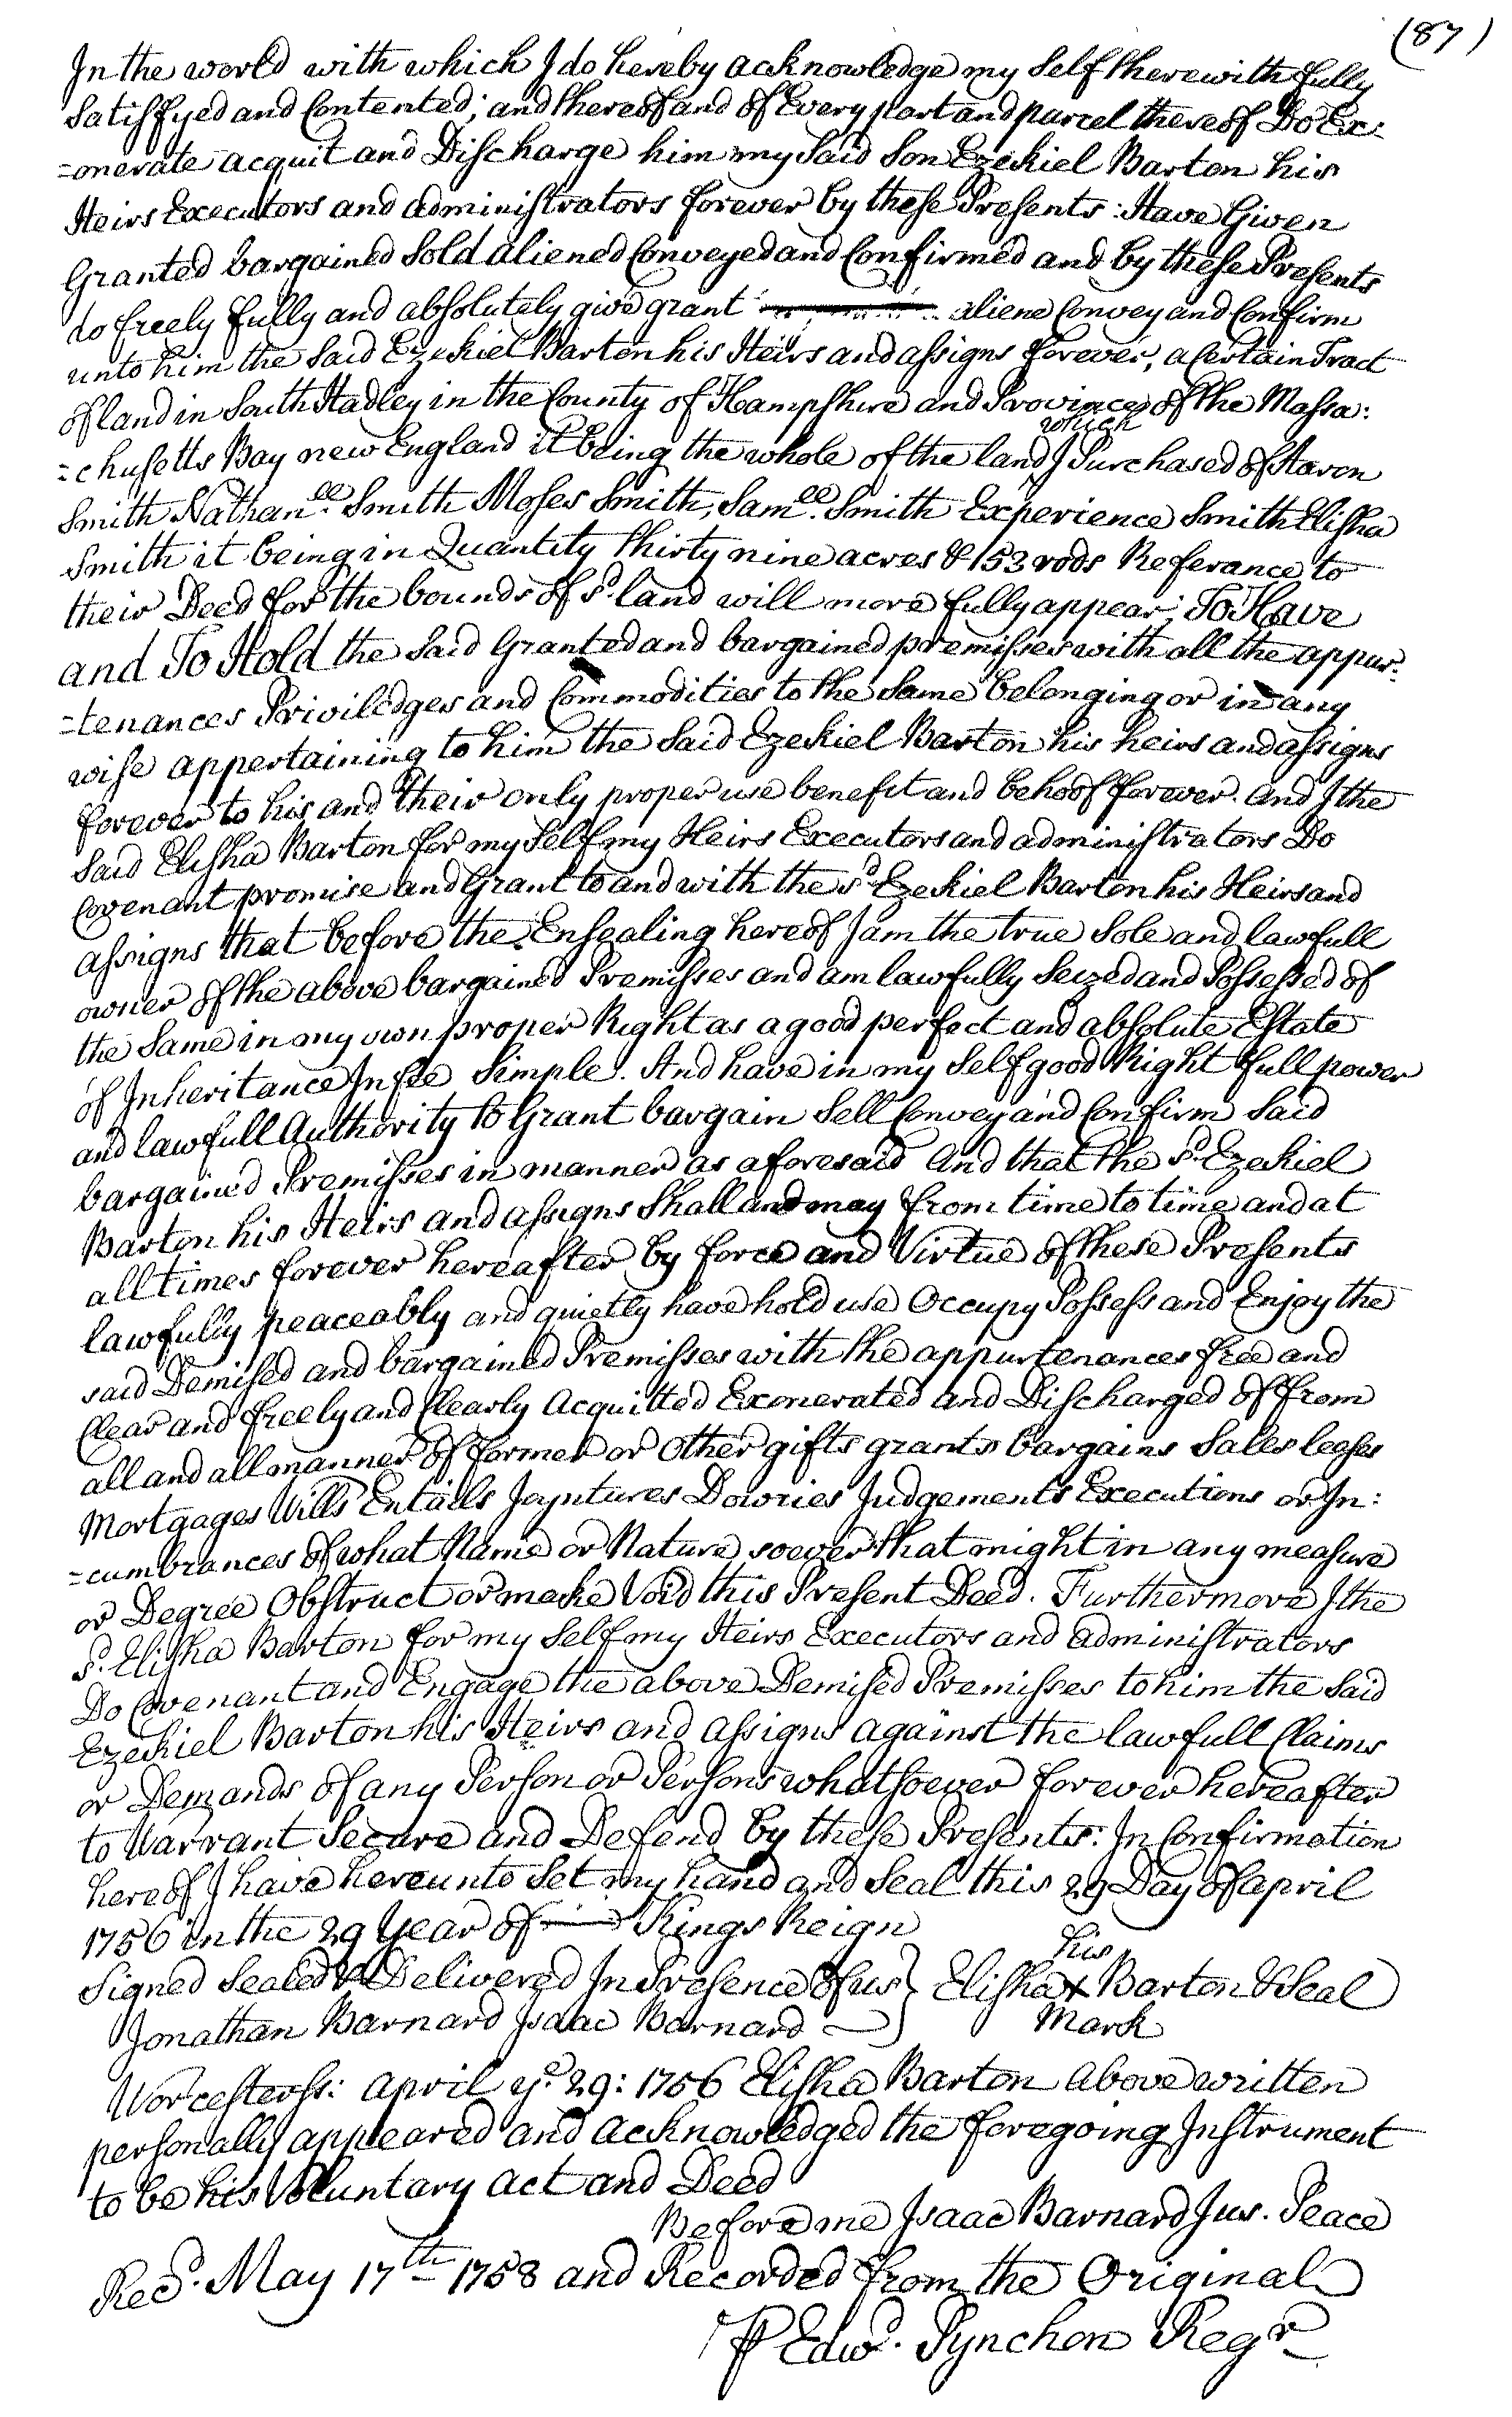 (87)
In the world with which I do hereby acknowledge my Self therewith fully
Satisfyed and Contented; and thereof and of Every part and parcel thereof Do Ex:
=onerate acquit and Discharge him my Said Son Ezekiel Barton his
Heirs Executors and administrators forever by these Presents: Have Given
Granted bargained Sold aliened Conveyed and Confirmed and by these Presents
do freely fully and absolutely give grant aliene Convey and Confirm
unto him the Said Ezekiel Barton his Heirs and assigns forever, a Certain Tract
of land in South Hadley in the County of Hampshire and Province of the Massa:
=chusetts Bay new England it being the whole of the land which I Purchased of Aaron
Smith Nathanll. Smith Moses Smith, Samll. Smith Experience Smith Elisha
Smith it being in Quantity thirty nine acres & 153 rods Referance to
their Deed for the bounds of sd. land will more fully appear; To Have
and To Hold the Said Granted and bargained premisses with all the appur:
=tenances Priviledges and Commodities to the Same belonging or in any
wise appertaining to him the Said Ezekiel Barton his heirs and assigns
forever to his and their only proper use benefit and behoof forever. And I the
Said Elisha Barton for my Self my Heirs Executors and administrators Do
Covenant promise and Grant to and with the sd. Ezekiel Barton his Heirs and
assigns that before the Ensealing hereof I am the true Sole and lawfull
owner of the above bargained Premisses and am lawfully Seized and Possessed of
the Same in my own proper Right as a good perfect and absolute Estate
of Inheritance In fee Simple. And have in my Self good Right full power
and lawfull Authority to Grant bargain Sell Convey and Confirm Said
bargained Premisses in manner as aforesaid And that the sd. Ezekiel
Barton his Heirs and assigns Shall and may from time to time and at
all times forever hereafter by force and Virtue of these Presents
lawfully peaceably and quietly have hold use Occupy Possess and Enjoy the
said Demised and bargained Premisses with the appurtenances free and
Clear and freely and Clearly Acquitted Exonerated and Discharged of from
all and all manner of former or other gifts grants bargains Sales leases
Mortgages Wills Entails Joyntures Dowries Judgements Executions or In:
=cumbrances of what Name or Nature soever that might in any measure
or Degree Obstruct or make Void this Present Deed. Furthermore I the
sd. Elisha Barton for my Self my Heirs Executors and administrators
Do Covenant and Engage the above Demised Premisses to him the Said
Ezekiel Barton his Heirs and assigns against the lawfull Claims
or Demands of any Person or Persons whatsoever forever hereafter
to Warrant Secure and Defend by these Presents: In Confirmation
hereof I have hereunto Set my hand and Seal this 29 Day of April
1756 in the 29 Year of Kings Reign
Signed Sealed & Delivered In Presence of us } Elisha his X Mark Barton & Seal
Jonathan Barnard Isaac Barnard
Worcester ss: April ye. 29: 1756 Elisha Barton above written
personally appeared and acknowledged the foregoing Instrument
to be his Voluntary act and Deed
Before me Isaac Barnard Jus. Peace
Recd. May 17th 1758 and Recorded from the Original
P Edwd. Pynchon Regr